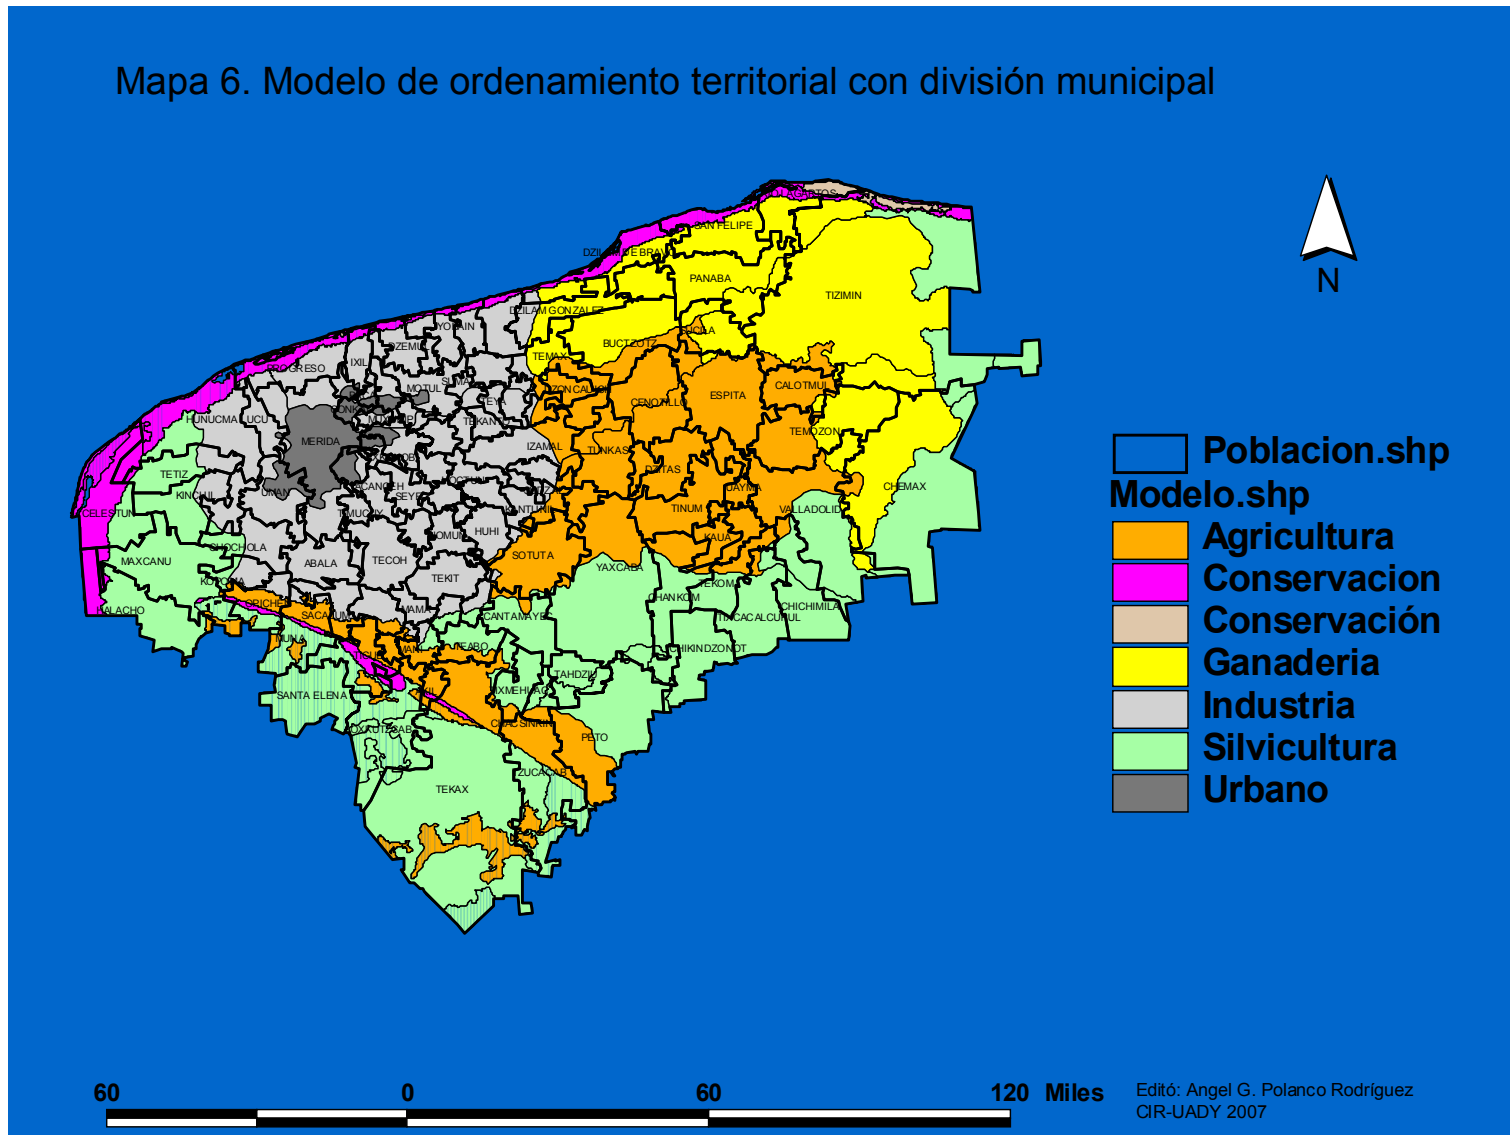 Mapa 6. Modelo de ordenamiento territorial con división municipal
N
SAN FELIPE
PANABA
TIZIMIN
DZILAM GONZALEZ
YOBAIN
BUCTZOTZ
SUCILA
TEMAX
IXIL
DZEMUL
PROGRESO
CALOTMUL
MOTUL
ESPITA
CENOTILLO
TEYA
HUNUCMA
UCU
TEKANTO
TEMOZON
MERIDA
IZAMAL
TUNKAS
DZITAS
TETIZ
KINCHIL
UMAN
ACANCEH
SEYE
UAYMA
CHEMAX
CELESTUN
TIMUCUY
KANTUNIL
TINUM
VALLADOLID
HUHI
KAUA
CHOCHOLA
SOTUTA
MAXCANU
ABALA
TECOH
YAXCABA
TEKIT
TEKOM
KOPOMA
CHANKOM
HALACHO
OPICHEN
SACALUM
MAMA
CANTAMAYEC
CHICHIMILA
TIXCACALCUPUL
MUNA
TEABO
MANI
CHIKINDZONOT
TAHDZIU
SANTA ELENA
TIXMEHUAC
CHACSINKIN
PETO
TEKAX
Poblacion.shp
Modelo.shp
Agricultura
Conservacion
Conservación
Ganaderia
Industria
Silvicultura
Urbano
60 0 60 120 Miles
Editó: Angel G. Polanco Rodríguez
CIR-UADY 2007